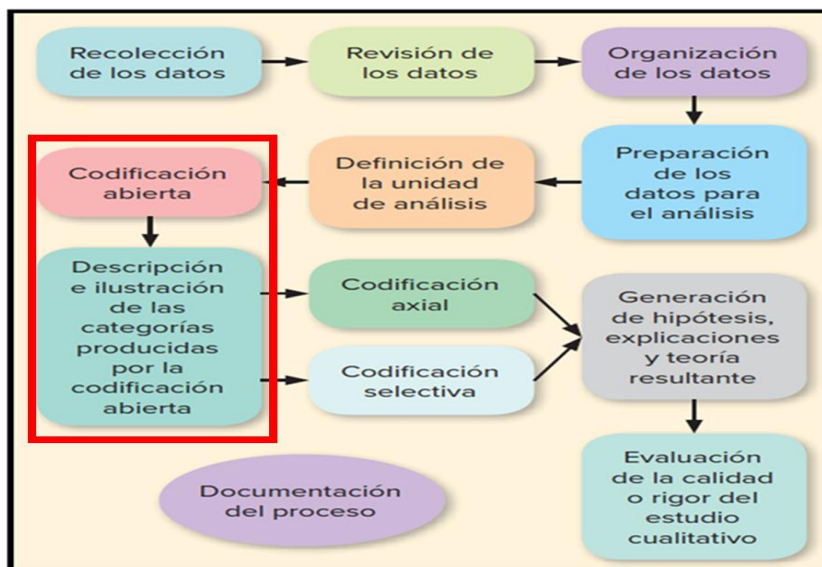 Recolección
de los datos
Revisión de
los datos
Organización
de los datos
Preparación
de los
datos para
el análisis
Definición de
la unidad
de análisis
Codificación
abierta
Descripción
e ilustración
de las
categorías
producidas
por la
codificación
abierta
Codificación
axial
Codificación
selectiva
Generación
de hipótesis,
explicaciones
y teoría
resultante
Evaluación
de la calidad
o rigor del
estudio
cualitativo
Documentación
del proceso